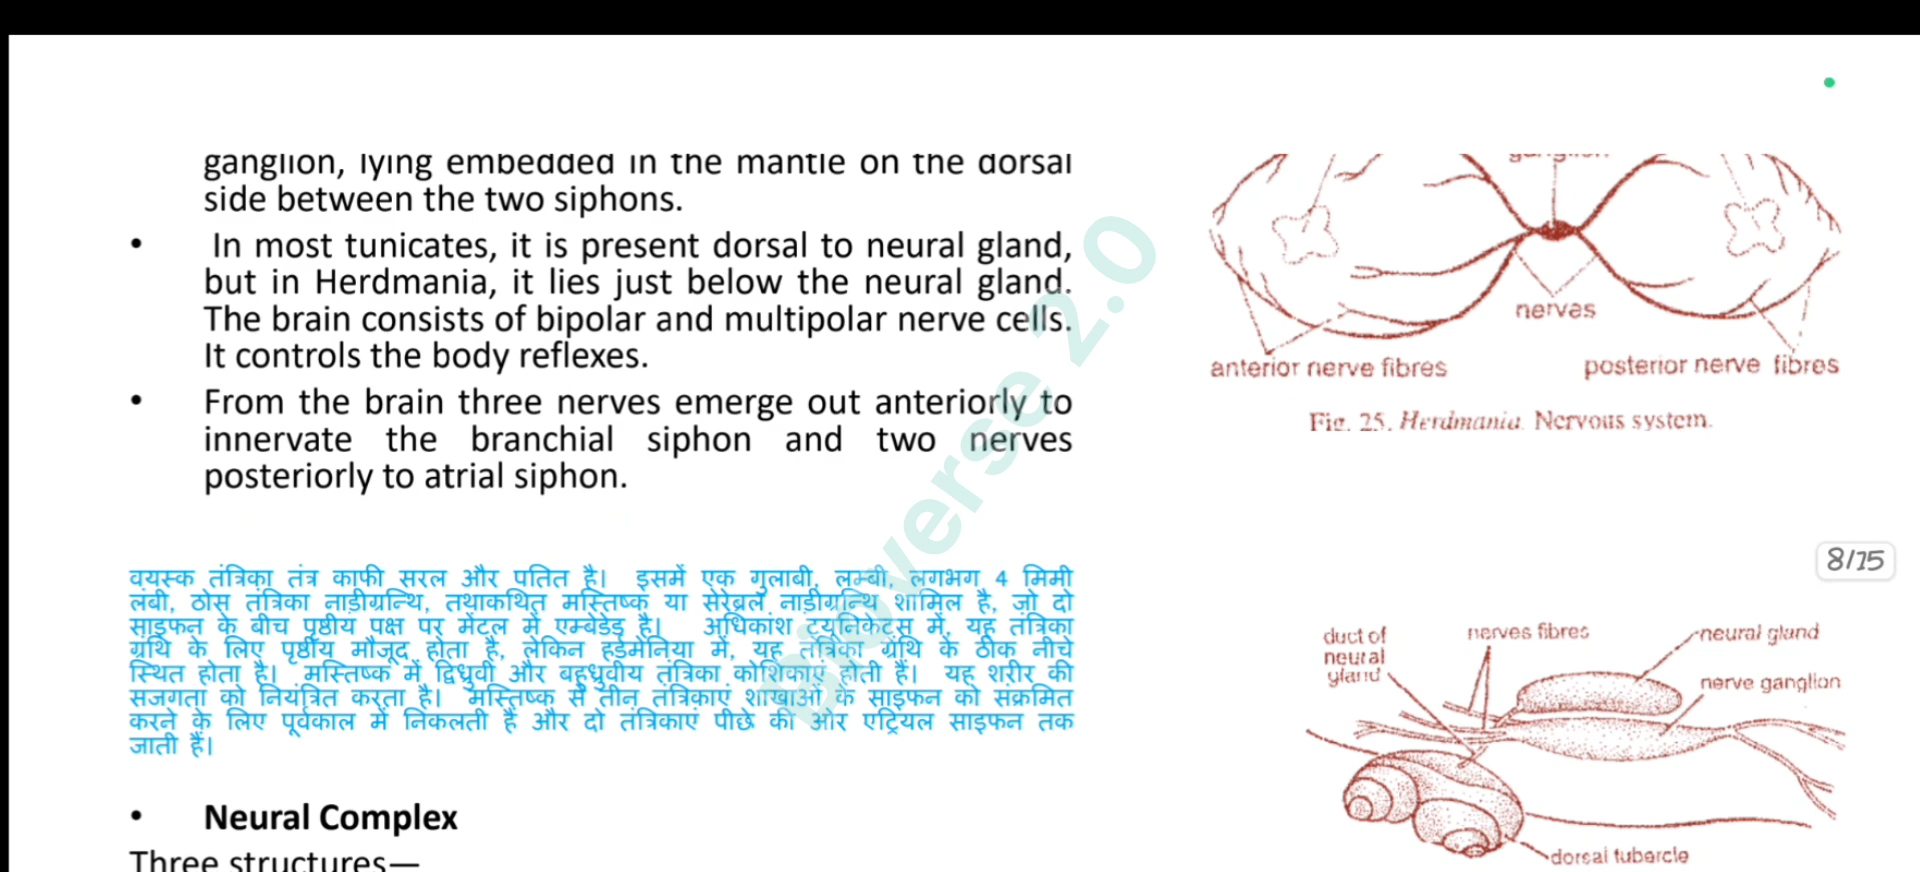 ganglion, lying embedded in the mantle on the dorsal
side between the two siphons.
• In most tunicates, it is present dorsal to neural gland,
but in Herdmania, it lies just below the neural gland.
The brain consists of bipolar and multipolar nerve cells.
It controls the body reflexes.
• From the brain three nerves emerge out anteriorly to
innervate the branchial siphon and two nerves
posteriorly to atrial siphon.
वयस्क तंत्रिका तंत्र काफी सरल और पतित है। इसमें एक गुलाबी, लम्बी, लगभग 4 मिमी
लंबी, ठोस तंत्रिका नाड़ीग्रन्थि, तथाकथित मस्तिष्क या सेरेब्रल नाड़ीग्रन्थि शामिल है, जो दो
साइफन के बीच पृष्ठीय पक्ष पर मेंटल में एम्बेडेड है। अधिकांश ट्यूनिकेट्स में, यह तंत्रिका
ग्रंथि के लिए पृष्ठीय मौजूद होता है, लेकिन हर्डमेनिया में, यह तंत्रिका ग्रंथि के ठीक नीचे
स्थित होता है। मस्तिष्क में द्विध्रुवी और बहुध्रुवीय तंत्रिका कोशिकाएं होती हैं। यह शरीर की
सजगता को नियंत्रित करता है। मस्तिष्क से तीन तंत्रिकाएं शाखाओं के साइफन को संक्रमित
करने के लिए पूर्वकाल में निकलती हैं और दो तंत्रिकाएं पीछे की ओर एट्रियल साइफन तक
जाती हैं।
• Neural Complex
Three structures—
nerves
anterior nerve fibres
posterior nerve fibres
Fig. 25. Herdmania. Nervous system.
8/15
duct of
neural
gland
nerves fibres
neural gland
nerve ganglion
dorsal tubercle
Bioverse 2.0